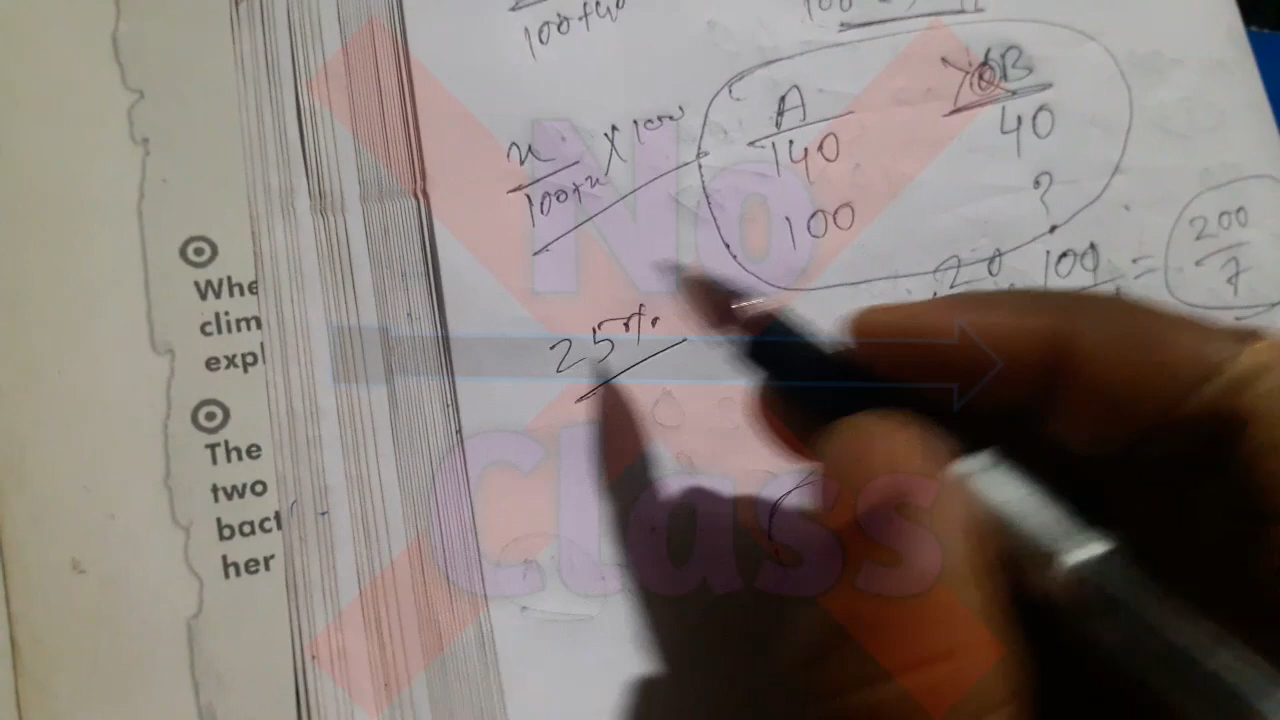 100+40
A
B
140
40
x/100+x × 100
100
?
20 100 = 200/7
25%
No
Class
Whe
clim
expl
The
two
bact
her